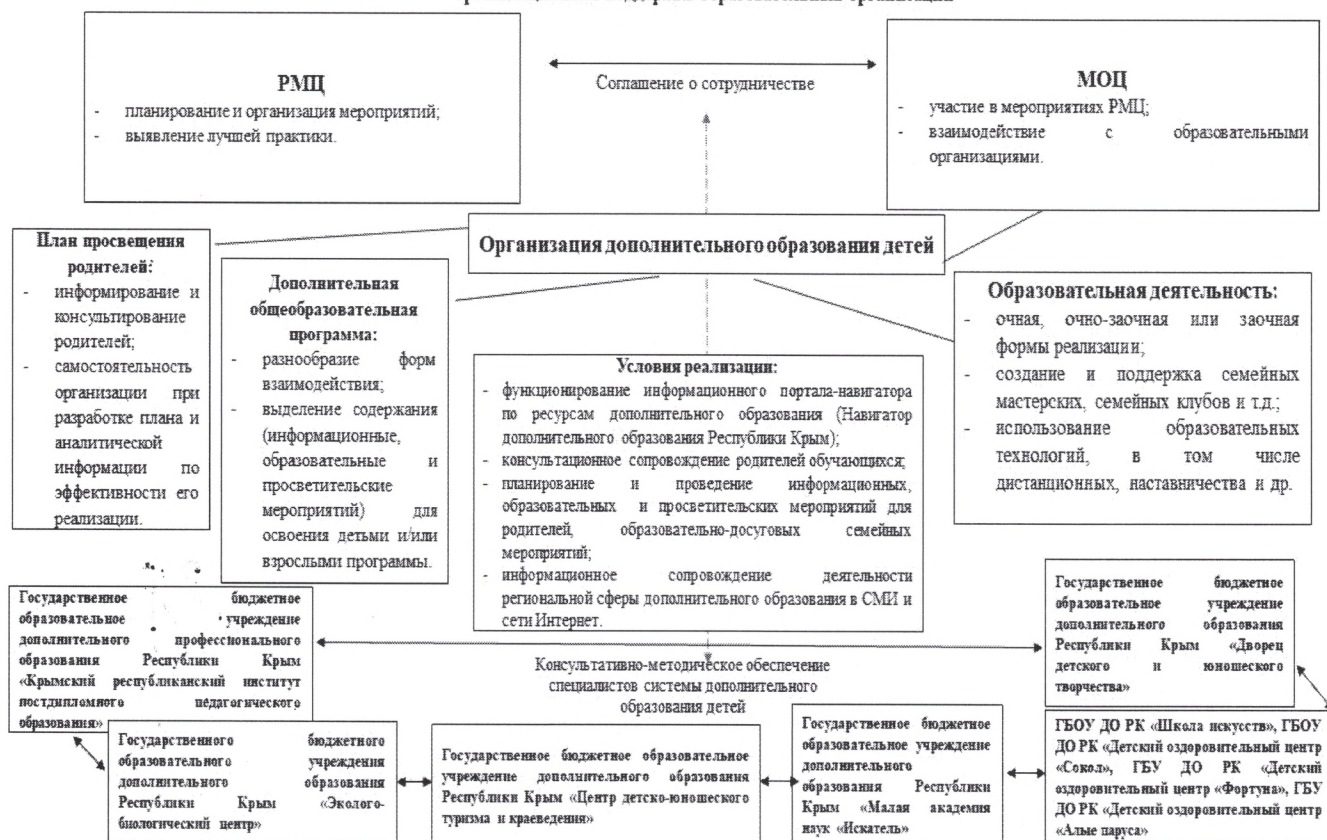 РМЦ
- планирование и организация мероприятий;
- выявление лучшей практики.
Соглашение о сотрудничестве
МОЦ
- участие в мероприятиях РМЦ;
- взаимодействие с образовательными
организациями.
Организация дополнительного образования детей
План просвещения
родителей:
- информирование и
консультирование
родителей;
- самостоятельность
организации при
разработке плана и
аналитической
информации по
эффективности его
реализации.
Дополнительная
общеобразовательная
программа:
- разнообразие форм
взаимодействия;
- выделение содержания
(информационные,
образовательные и
просветительские
мероприятий) для
освоения детьми и/или
взрослыми программы.
Условия реализации:
- функционирование информационного портала-навигатора
по ресурсам дополнительного образования (Навигатор
дополнительного образования Республики Крым);
- консультационное сопровождение родителей обучающихся;
- планирование и проведение информационных,
образовательных и просветительских мероприятий для
родителей, образовательно-досуговых семейных
мероприятий;
- информационное сопровождение деятельности
региональной сферы дополнительного образования в СМИ и
сети Интернет.
Образовательная деятельность:
- очная, очно-заочная или заочная
формы реализации;
- создание и поддержка семейных
мастерских, семейных клубов и т.д.;
- использование образовательных
технологий, в том числе
дистанционных, наставничества и др.
Государственное бюджетное
образовательное учреждение
дополнительного профессионального
образования Республики Крым
«Крымский республиканский институт
постдипломного педагогического
образования»
Консультативно-методическое обеспечение
специалистов системы дополнительного
образования детей
Государственное бюджетное
образовательное учреждение
дополнительного образования
Республики Крым «Дворец
детского и юношеского
творчества»
Государственного бюджетного
образовательного учреждения
дополнительного образования
Республики Крым «Эколого-
биологический центр»
Государственное бюджетное образовательное
учреждение дополнительного образования
Республики Крым «Центр детско-юношеского
туризма и краеведения»
Государственное бюджетное
образовательное учреждение
дополнительного
образования Республики
Крым «Малая академия
наук «Искатель»
ГБОУ ДО РК «Школа искусств», ГБОУ
ДО РК «Детский оздоровительный центр
«Сокол», ГБУ ДО РК «Детский
оздоровительный центр «Фортуна», ГБУ
ДО РК «Детский оздоровительный центр
«Алые паруса»